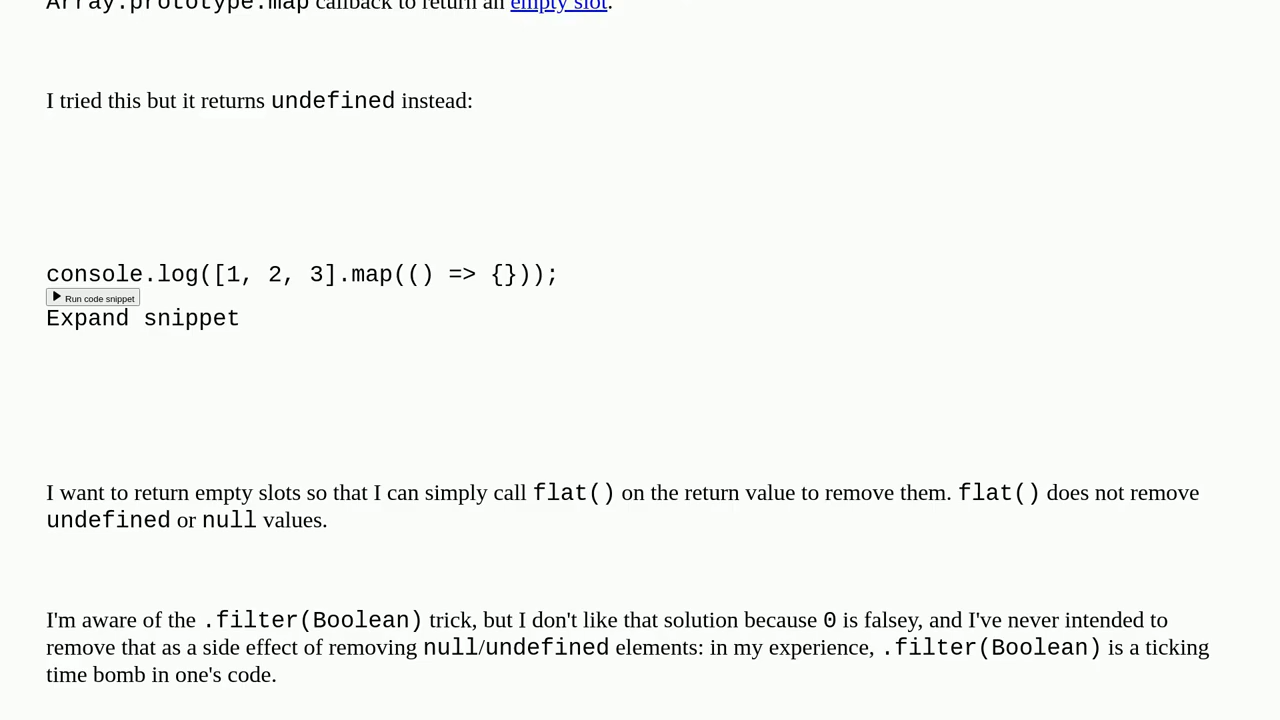 Array.prototype.map callback to return an empty slot.
I tried this but it returns undefined instead:
console.log([1, 2, 3].map(() => {}));
Run code snippet
Expand snippet
I want to return empty slots so that I can simply call flat() on the return value to remove them. flat() does not remove
undefined or null values.
I'm aware of the .filter(Boolean) trick, but I don't like that solution because 0 is falsey, and I've never intended to
remove that as a side effect of removing null/undefined elements: in my experience, .filter(Boolean) is a ticking
time bomb in one's code.